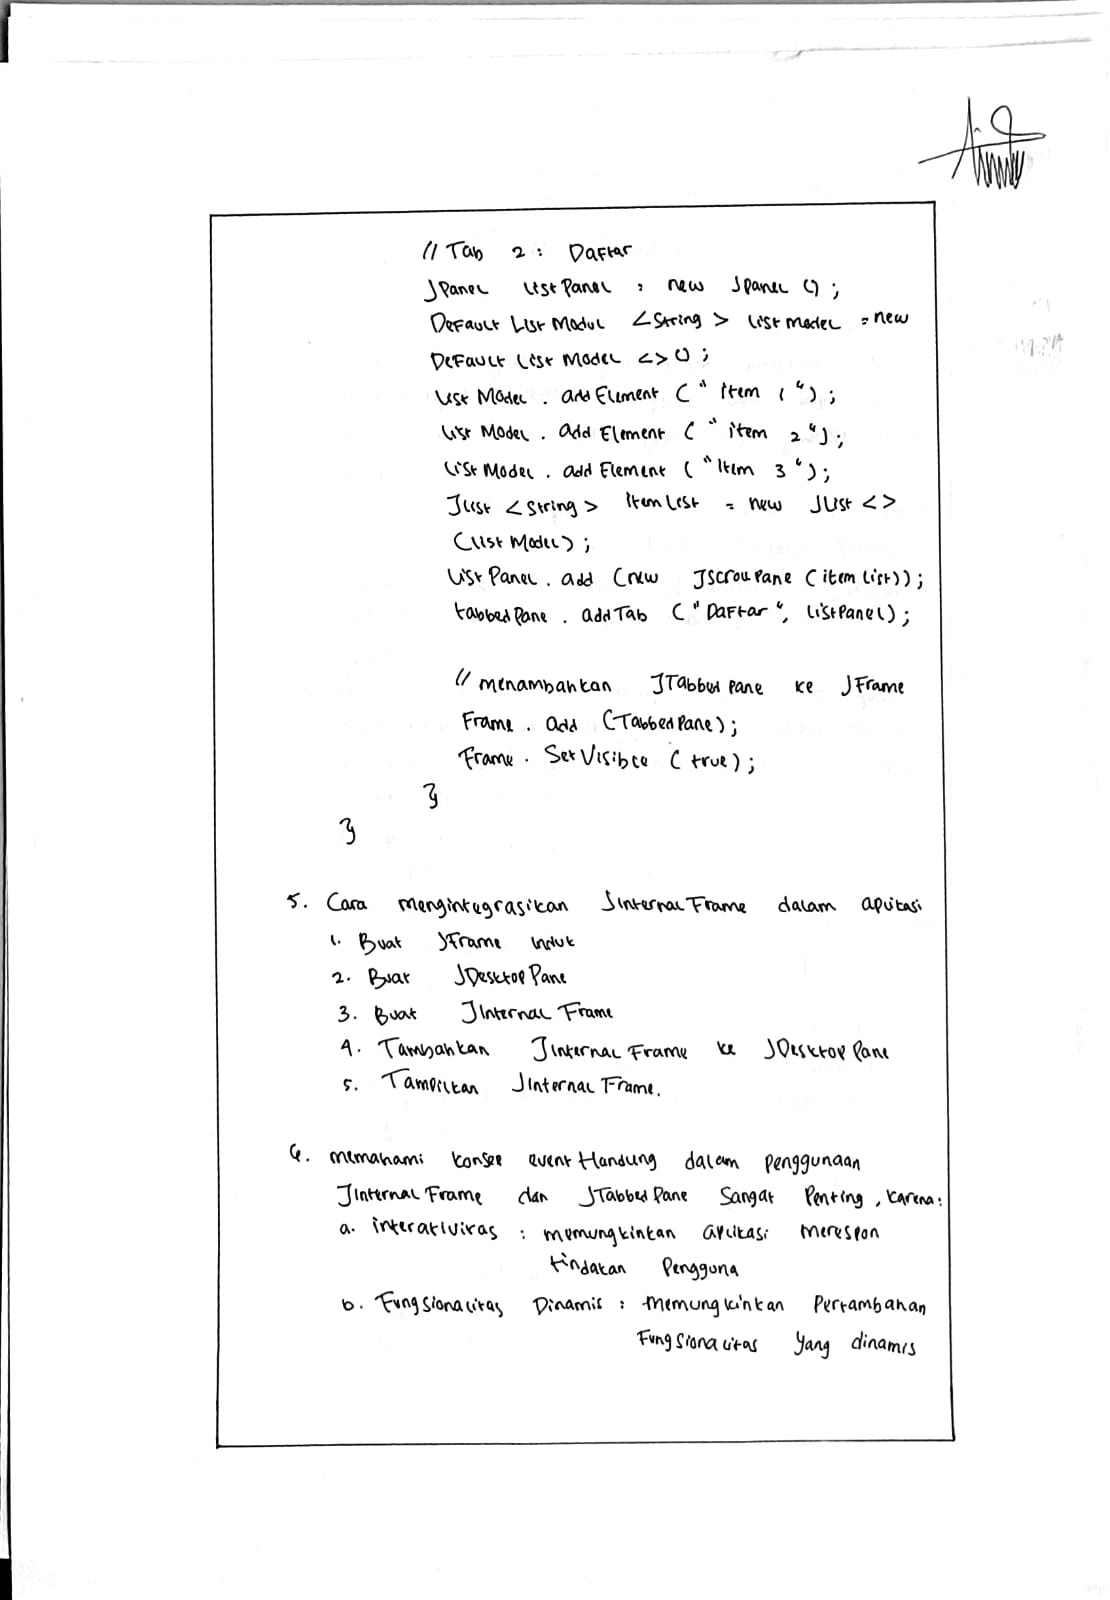 // Tab 2 : Daftar
JPanel listPanel = new JPanel ();
Default List Model <String> list model = new
Default List Model <> ();
List Model . add Element ( "Item 1");
List Model . add Element ( "item 2");
List Model . add Element ( "Item 3");
JList <String> Item List = new JList <>
(List Model);
List Panel . add (new JScroll Pane (item list));
tabbed Pane . add Tab ("Daftar", listPanel);
// menambahkan JTabbed Pane ke JFrame
Frame . add (Tabbed Pane);
Frame . Set Visible (true);
}
}
5. Cara mengintegrasikan JInternal Frame dalam aplikasi
1. Buat JFrame induk
2. Buat JDesktop Pane
3. Buat JInternal Frame
4. Tambahkan JInternal Frame ke JDesktop Pane
5. Tampilkan JInternal Frame.
6. memahami konsep event Handling dalam penggunaan
JInternal Frame dan JTabbed Pane Sangat Penting, karena:
a. interaktivitas : memungkinkan aplikasi merespon
tindakan Pengguna
b. Fungsionalitas Dinamis : Memungkinkan Pertambahan
Fungsionalitas Yang dinamis